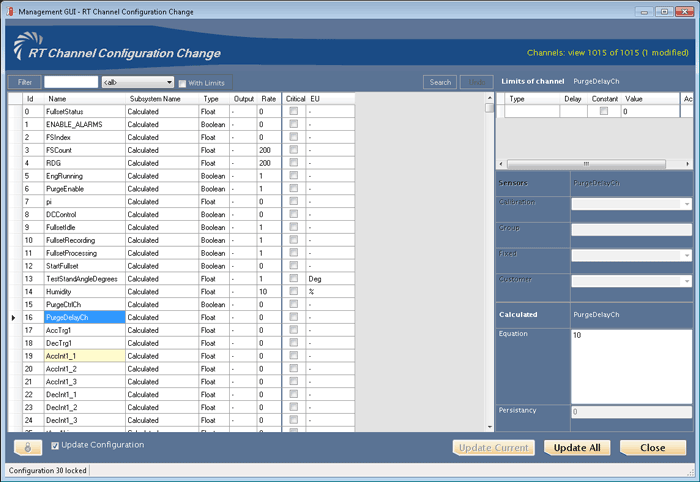 Management GUI - RT Channel Configuration Change
RT Channel Configuration Change
Channels: view 1015 of 1015 (1 modified)
Filter <all> With Limits Search
Limits of channel PurgeDelayCh
Id Name Subsystem Name Type Output Rate Critical EU
Type Delay Constant Value Ac
0
0 FullsetStatus Calculated Float - 0 -
1 ENABLE_ALARMS Calculated Boolean - 0 -
2 FSIndex Calculated Float - 0 -
3 FSCount Calculated Float - 200 -
4 RDG Calculated Float - 200 -
5 EngRunning Calculated Boolean - 1 -
6 PurgeEnable Calculated Boolean - 1 -
7 pi Calculated Float - 0 -
8 DCControl Calculated Boolean - 0 -
9 FullsetIdle Calculated Boolean - 1 -
10 FullsetRecording Calculated Boolean - 1 -
11 FullsetProcessing Calculated Boolean - 1 -
12 StartFullset Calculated Boolean - 0 -
13 TestStandAngleDegrees Calculated Float - 1 Deg
14 Humidity Calculated Float - 10 %
15 PurgeCtrlCh Calculated Boolean - 0 -
16 PurgeDelayCh Calculated Float - 0 -
17 AccTrg1 Calculated Float - 0 -
18 DecTrg1 Calculated Float - 0 -
19 AccInt1_1 Calculated Float - 0 -
20 AccInt1_2 Calculated Float - 0 -
21 AccInt1_3 Calculated Float - 0 -
22 DecInt1_1 Calculated Float - 0 -
23 DecInt1_2 Calculated Float - 0 -
24 DecInt1_3 Calculated Float - 0 -
Sensors PurgeDelayCh
Calibration
Group
Fixed
Customer
Calculated PurgeDelayCh
Equation 10
Persistancy 0
Update Configuration
Update Current
Update All
Close
Configuration 30 locked